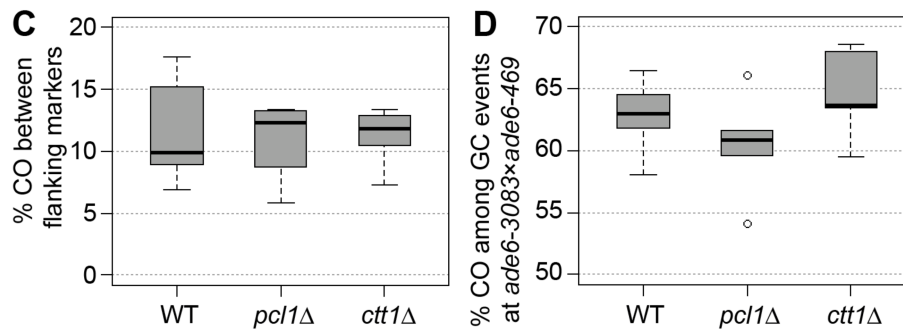 C
% CO between
flanking markers
20
15
10
5
0
WT
pcl1Δ
ctt1Δ
D
% CO among GC events
at ade6-3083×ade6-469
70
65
60
55
50
WT
pcl1Δ
ctt1Δ